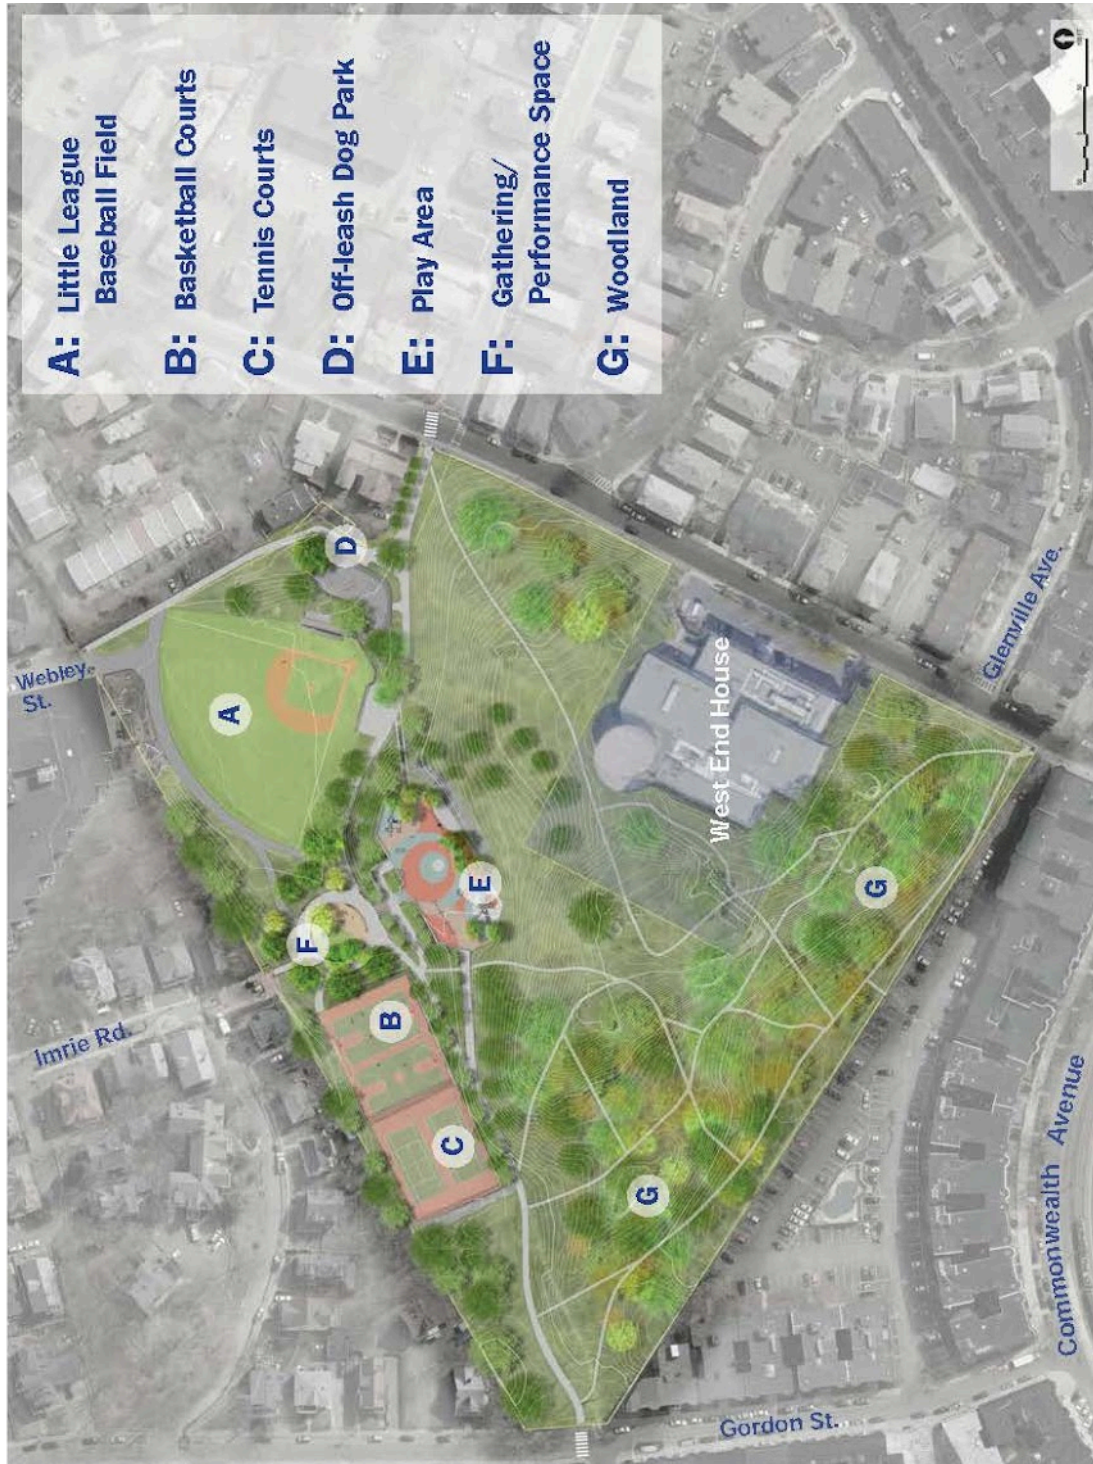 A: Little League
Baseball Field
B: Basketball Courts
C: Tennis Courts
D: Off-leash Dog Park
E: Play Area
F: Gathering/
Performance Space
G: Woodland
Webley
St.
Imrie Rd.
A
D
F
E
B
C
G
G
West End House
Glenville Ave.
Gordon St.
Commonwealth Avenue